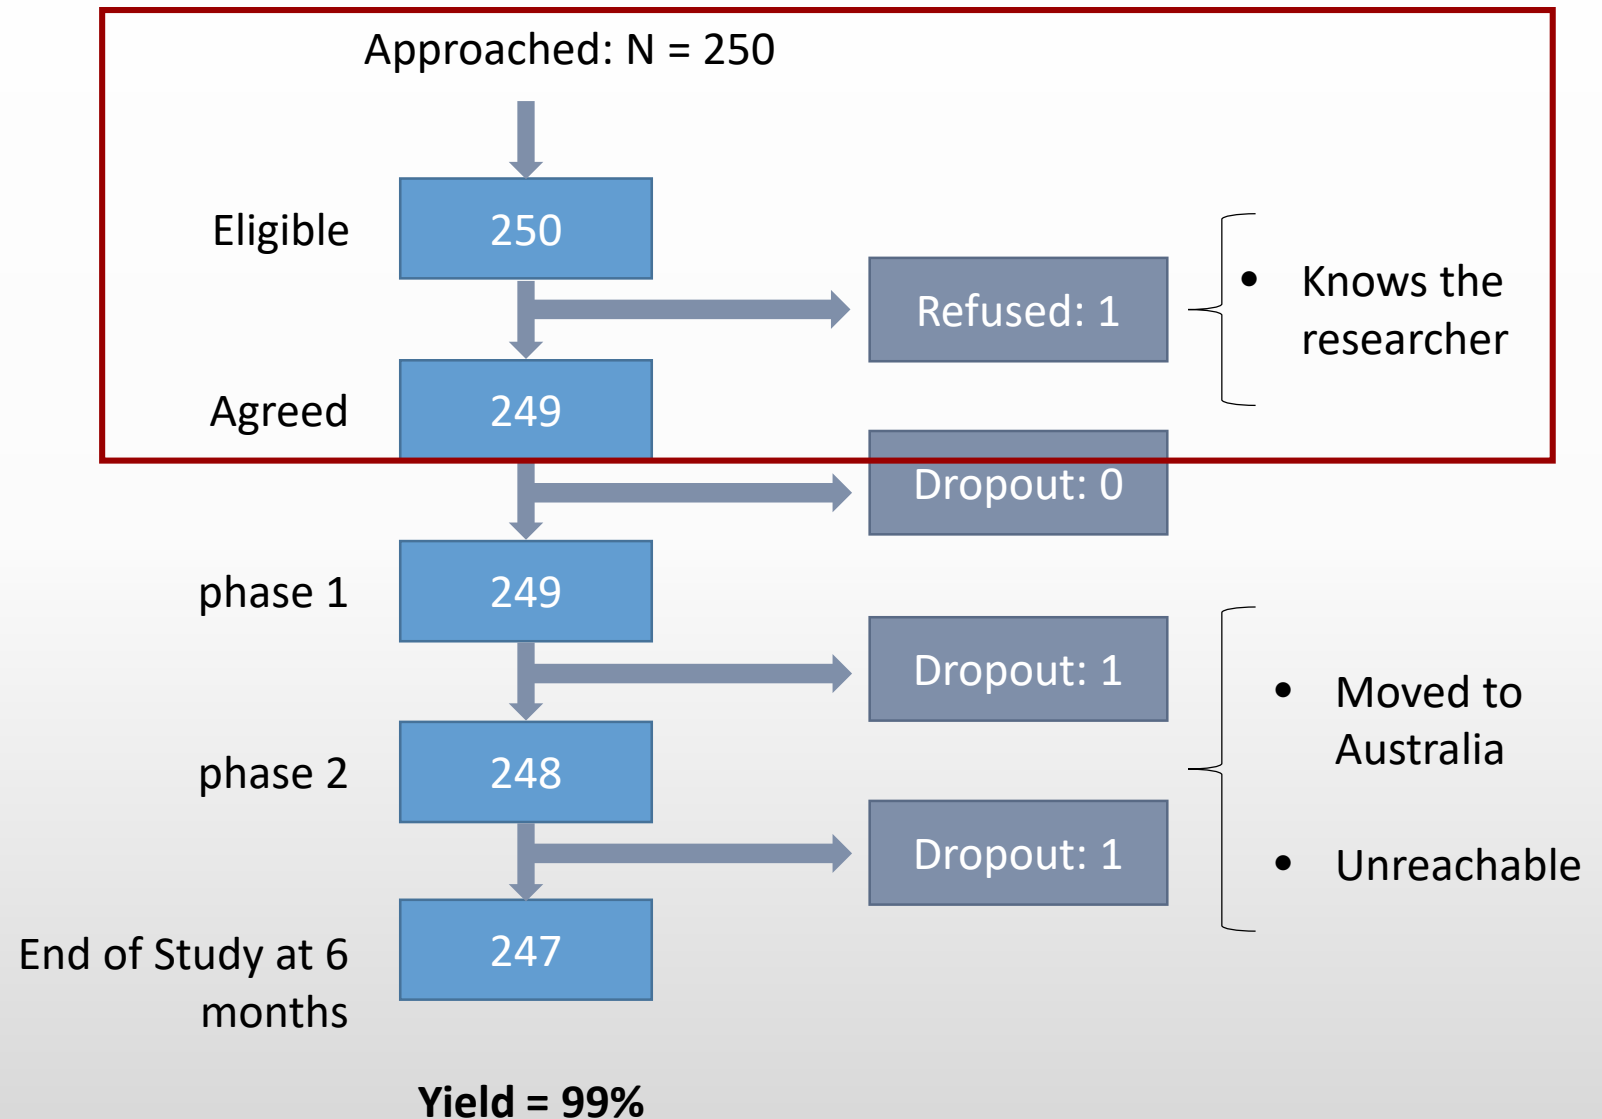 Approached: N = 250
Eligible
250
Refused: 1
• Knows the
researcher
Agreed
249
Dropout: 0
phase 1
249
Dropout: 1
• Moved to
Australia
phase 2
248
Dropout: 1
• Unreachable
End of Study at 6
months
247
Yield = 99%